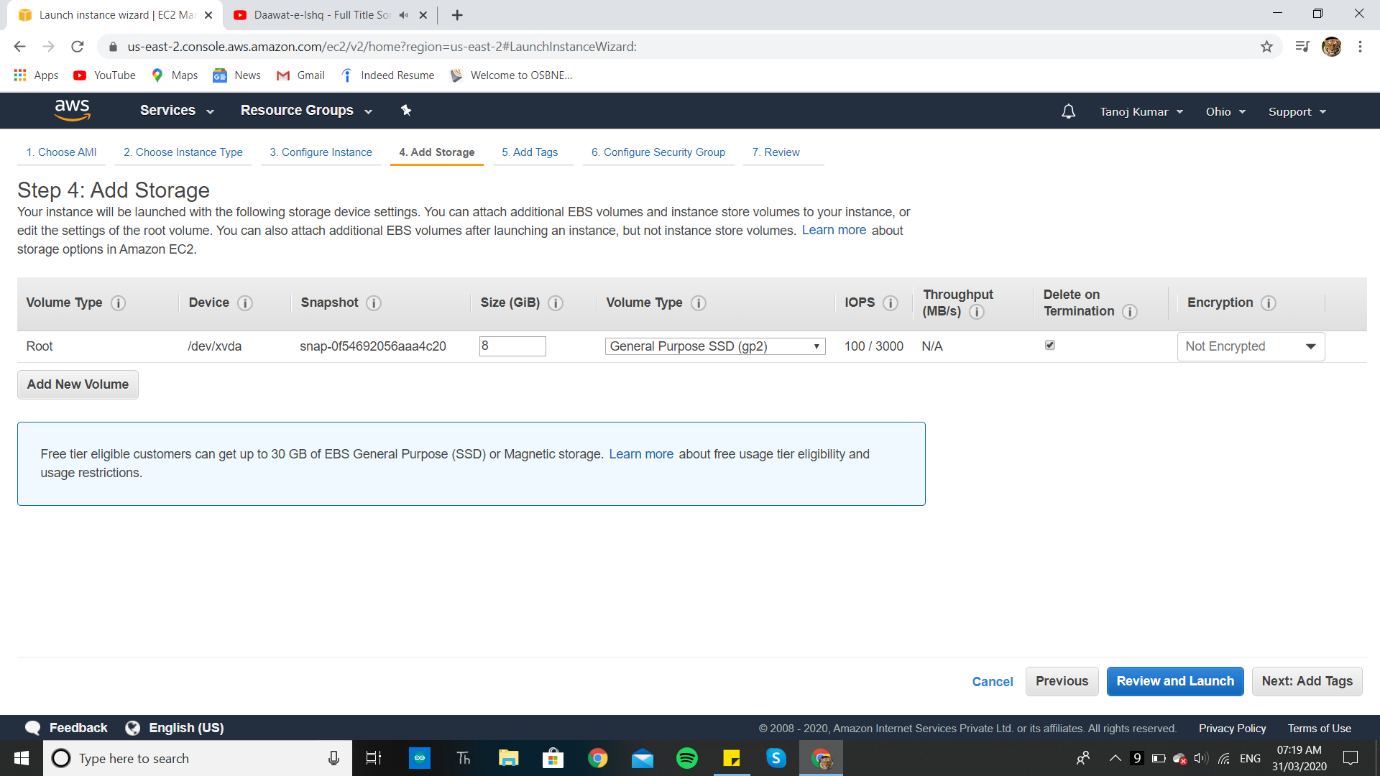 Launch instance wizard | EC2 Ma
Daawat-e-Ishq - Full Title So
us-east-2.console.aws.amazon.com/ec2/v2/home?region=us-east-2#LaunchInstanceWizard:
Apps YouTube Maps News Gmail Indeed Resume Welcome to OSBNE...
aws Services Resource Groups Tanoj Kumar Ohio Support
1. Choose AMI 2. Choose Instance Type 3. Configure Instance 4. Add Storage 5. Add Tags 6. Configure Security Group 7. Review
Step 4: Add Storage
Your instance will be launched with the following storage device settings. You can attach additional EBS volumes and instance store volumes to your instance, or
edit the settings of the root volume. You can also attach additional EBS volumes after launching an instance, but not instance store volumes. Learn more about
storage options in Amazon EC2.
Volume Type Device Snapshot Size (GiB) Volume Type IOPS Throughput (MB/s) Delete on Termination Encryption
Root /dev/xvda snap-0f54692056aaa4c20 8 General Purpose SSD (gp2) 100 / 3000 N/A Not Encrypted
Add New Volume
Free tier eligible customers can get up to 30 GB of EBS General Purpose (SSD) or Magnetic storage. Learn more about free usage tier eligibility and
usage restrictions.
Cancel Previous Review and Launch Next: Add Tags
Feedback English (US) © 2008 - 2020, Amazon Internet Services Private Ltd. or its affiliates. All rights reserved. Privacy Policy Terms of Use
Type here to search Th 9 ENG 07:19 AM
31/03/2020